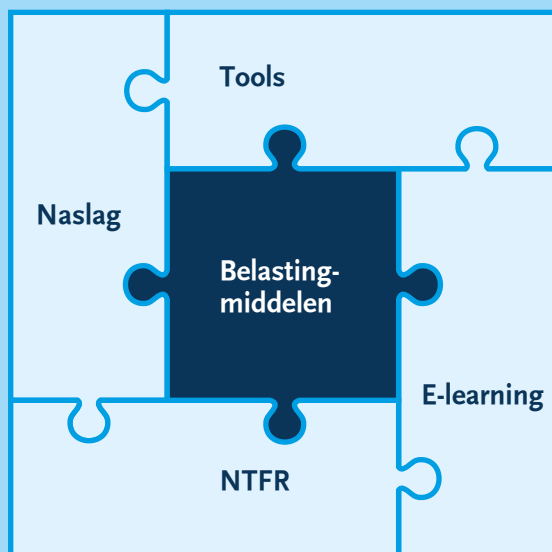 Tools
Naslag
Belasting-
middelen
E-learning
NTFR